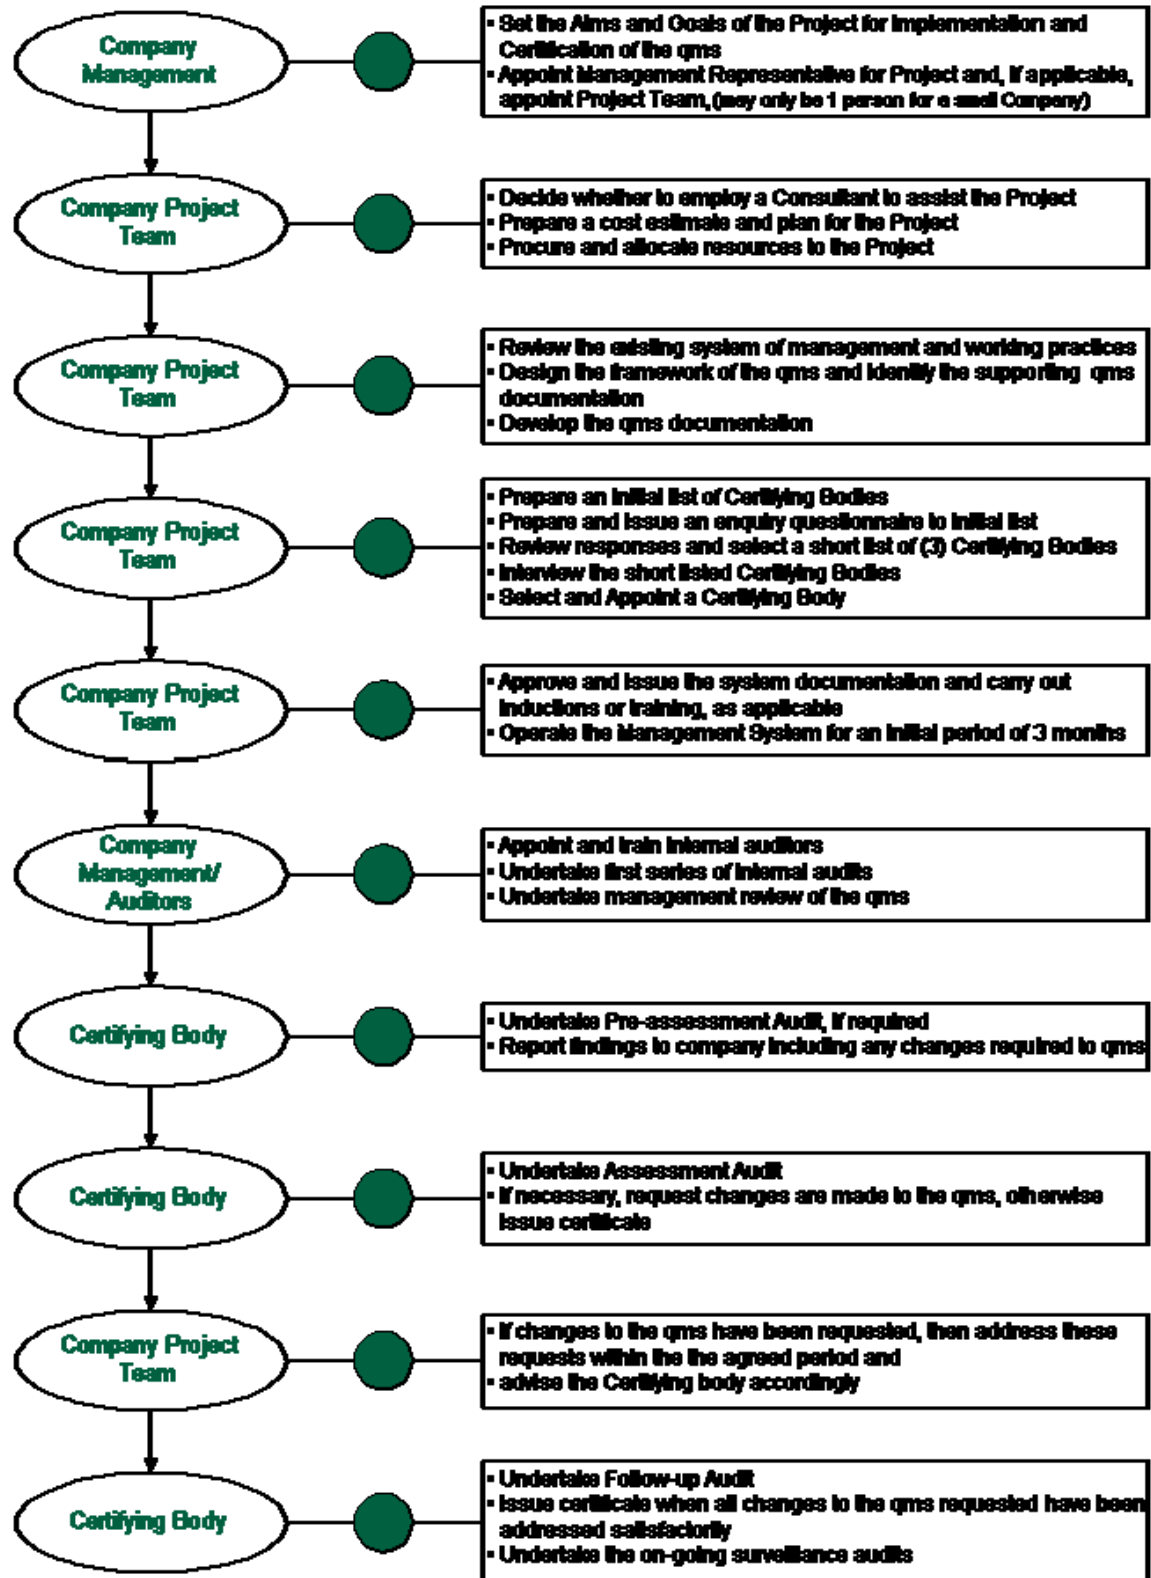 Company
Management
▪ Set the Aims and Goals of the Project for Implementation and
Certification of the qms
▪ Appoint Management Representative for Project and, if applicable,
appoint Project Team, (may only be 1 person for a small Company)
Company Project
Team
▪ Decide whether to employ a Consultant to assist the Project
▪ Prepare a cost estimate and plan for the Project
▪ Procure and allocate resources to the Project
Company Project
Team
▪ Review the existing system of management and working practices
▪ Design the framework of the qms and identify the supporting qms
documentation
▪ Develop the qms documentation
Company Project
Team
▪ Prepare an initial list of Certifying Bodies
▪ Prepare and issue an enquiry questionnaire to initial list
▪ Review responses and select a short list of (3) Certifying Bodies
▪ Interview the short listed Certifying Bodies
▪ Select and Appoint a Certifying Body
Company Project
Team
▪ Approve and issue the system documentation and carry out
inductions or training, as applicable
▪ Operate the Management System for an initial period of 3 months
Company
Management/
Auditors
▪ Appoint and train internal auditors
▪ Undertake first series of internal audits
▪ Undertake management review of the qms
Certifying Body
▪ Undertake Pre-assessment Audit, if required
▪ Report findings to company including any changes required to qms
Certifying Body
▪ Undertake Assessment Audit
▪ If necessary, request changes are made to the qms, otherwise
issue certificate
Company Project
Team
▪ If changes to the qms have been requested, then address these
requests within the the agreed period and
▪ advise the Certifying body accordingly
Certifying Body
▪ Undertake Follow-up Audit
▪ Issue certificate when all changes to the qms requested have been
addressed satisfactorily
▪ Undertake the on-going surveillance audits